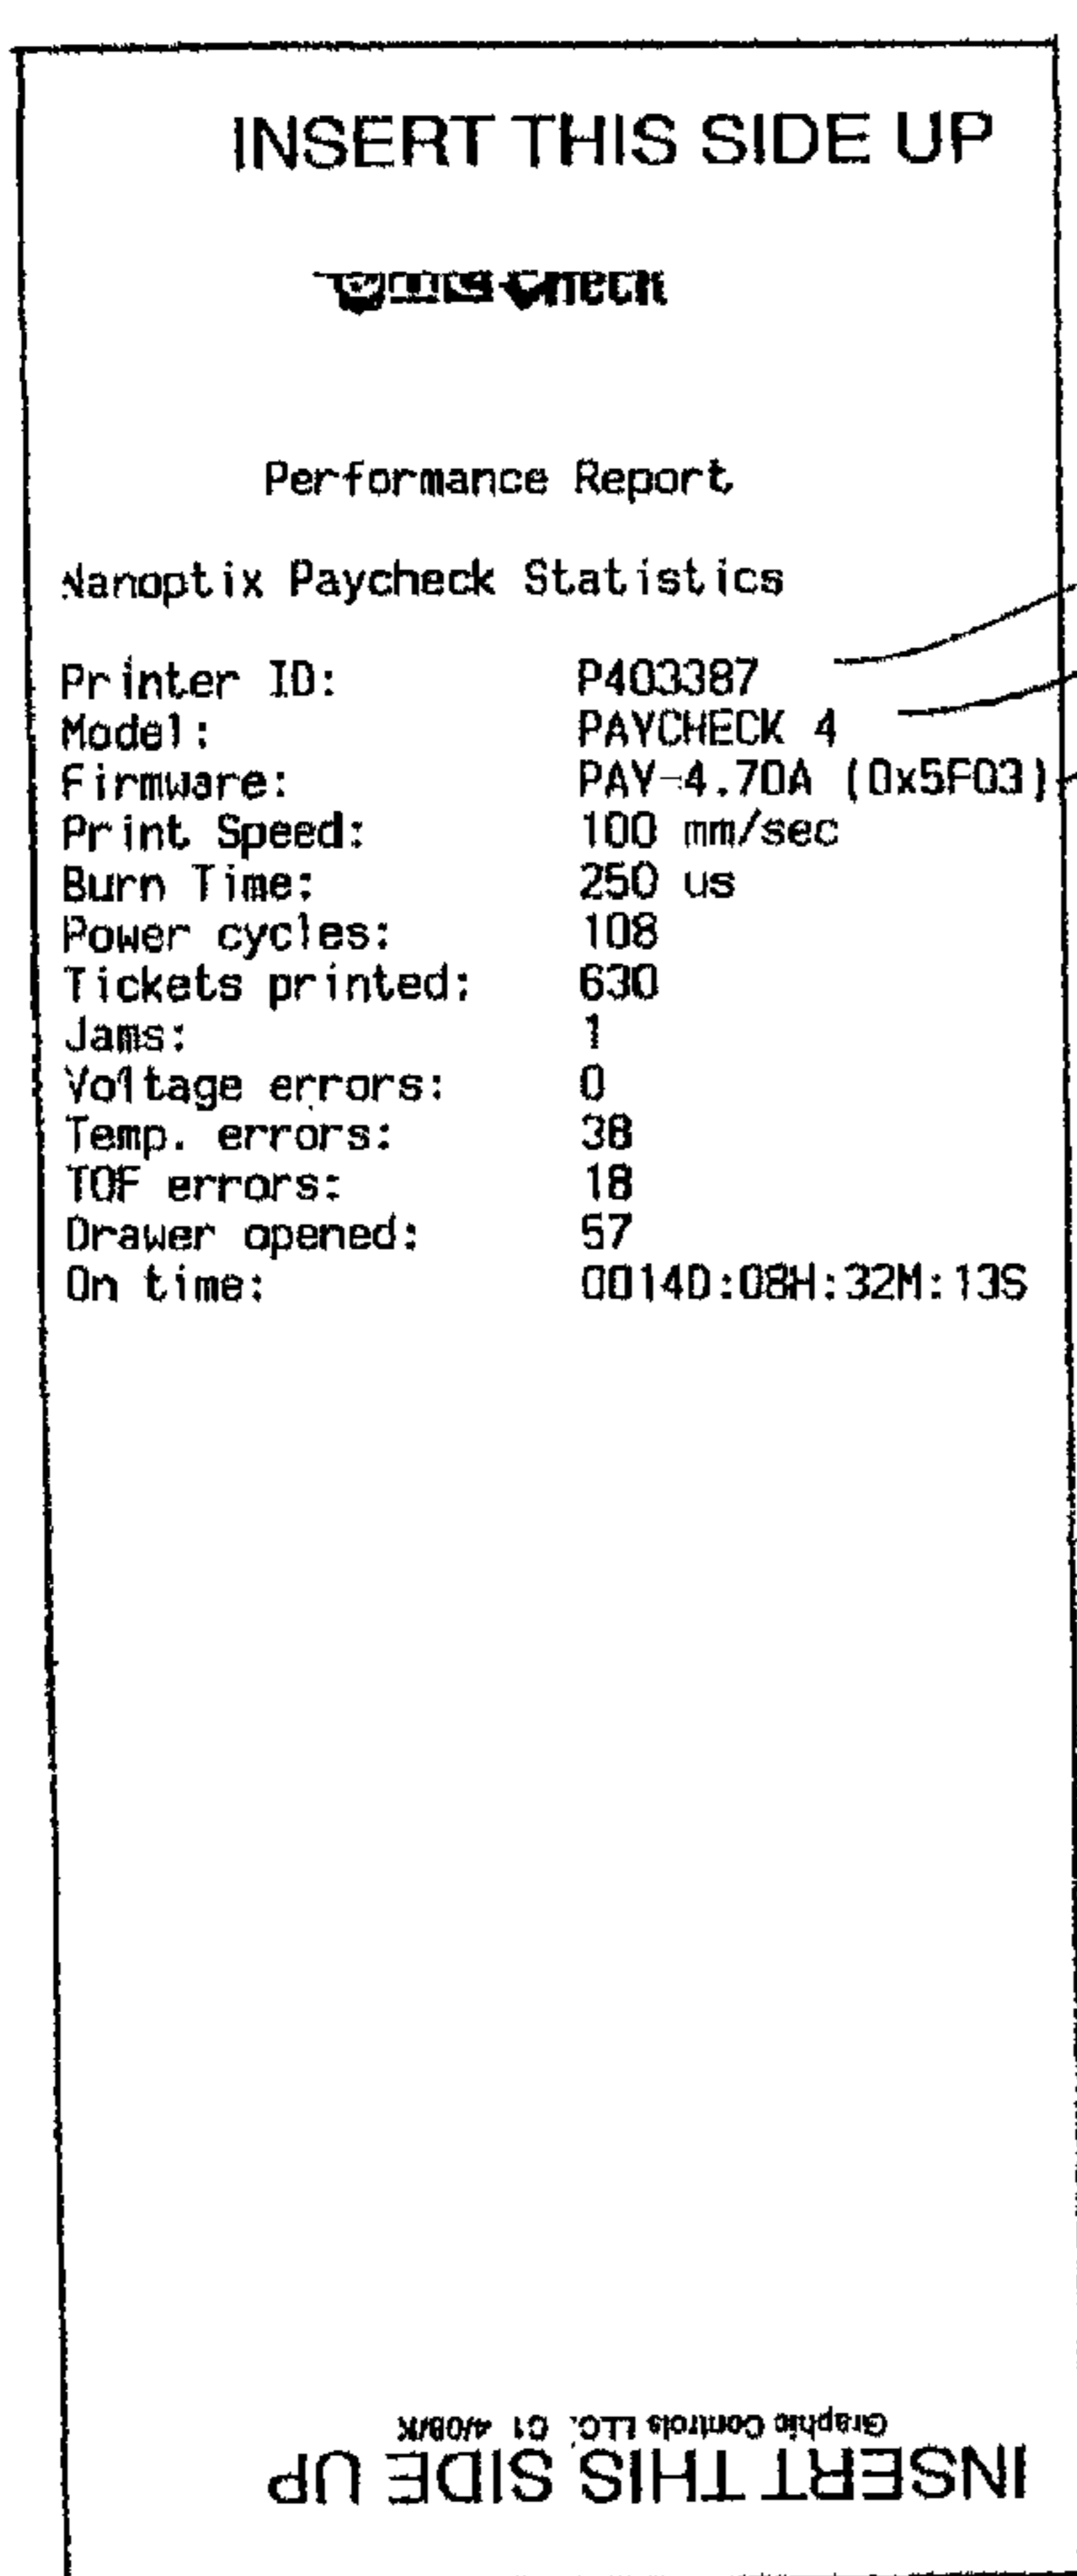 INSERT THIS SIDE UP
Check
Performance Report
Nanoptix Paycheck Statistics
Printer ID: P403387
Model: PAYCHECK 4
Firmware: PAY-4.70A (0x5F03)
Print Speed: 100 mm/sec
Burn Time: 250 us
Power cycles: 108
Tickets printed: 630
Jams: 1
Voltage errors: 0
Temp. errors: 38
TOF errors: 18
Drawer opened: 57
On time: 0014D:08H:32M:13S
Graphic Controls LLC. C1 4/08/K
INSERT THIS SIDE UP